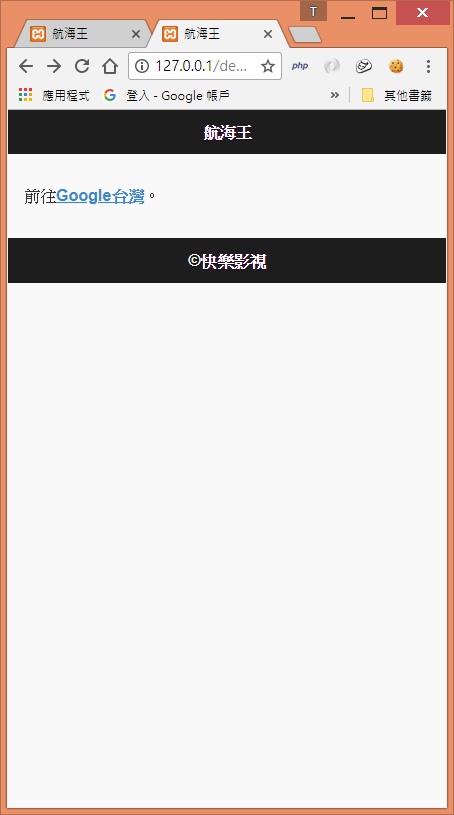 T
航海王
航海王
127.0.0.1/de...
php
應用程式
登入 - Google 帳戶
»
其他書籤
航海王
前往Google台灣。
©快樂影視